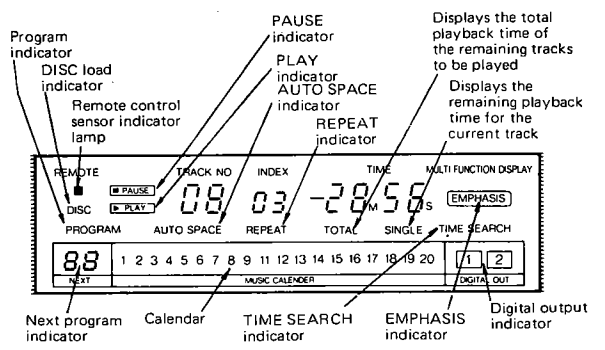 Program
indicator
DISC load
indicator
Remote control
sensor indicator
lamp
PAUSE
indicator
PLAY
indicator
AUTO SPACE
indicator
REPEAT
indicator
Displays the total
playback time of
the remaining tracks
to be played
Displays the
remaining playback
time for the
current track
REMOTE TRACK NO INDEX TIME MULTI FUNCTION DISPLAY
■ PAUSE
DISC ► PLAY 08 03 -28M 56S EMPHASIS
PROGRAM AUTO SPACE REPEAT TOTAL SINGLE TIME SEARCH
88 1 2 3 4 5 6 7 8 9 10 11 12 13 14 15 16 17 18 19 20 1 2
NEXT MUSIC CALENDER DIGITAL OUT
Next program
indicator
Calendar
TIME SEARCH
indicator
EMPHASIS
indicator
Digital output
indicator